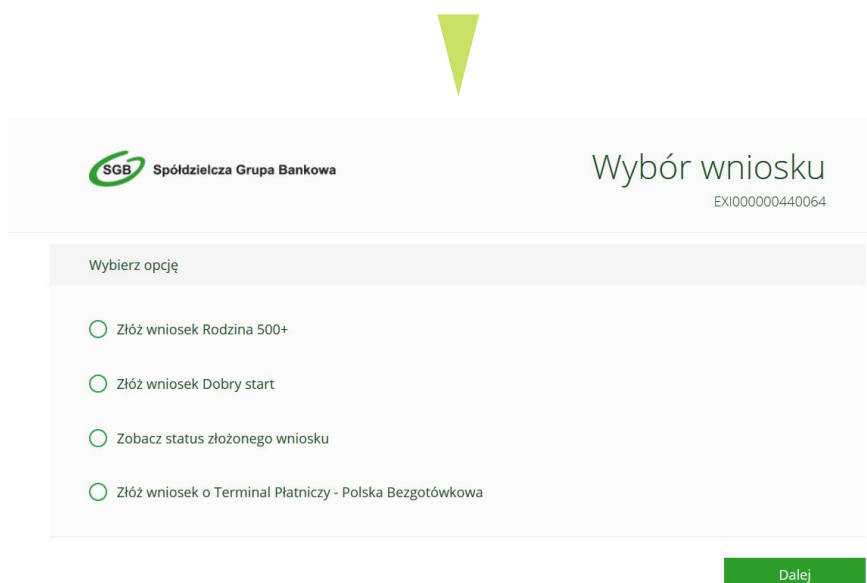 SGB Spółdzielcza Grupa Bankowa
Wybór wniosku
EXI000000440064
Wybierz opcję
Złóż wniosek Rodzina 500+
Złóż wniosek Dobry start
Zobacz status złożonego wniosku
Złóż wniosek o Terminal Płatniczy - Polska Bezgotówkowa
Dalej